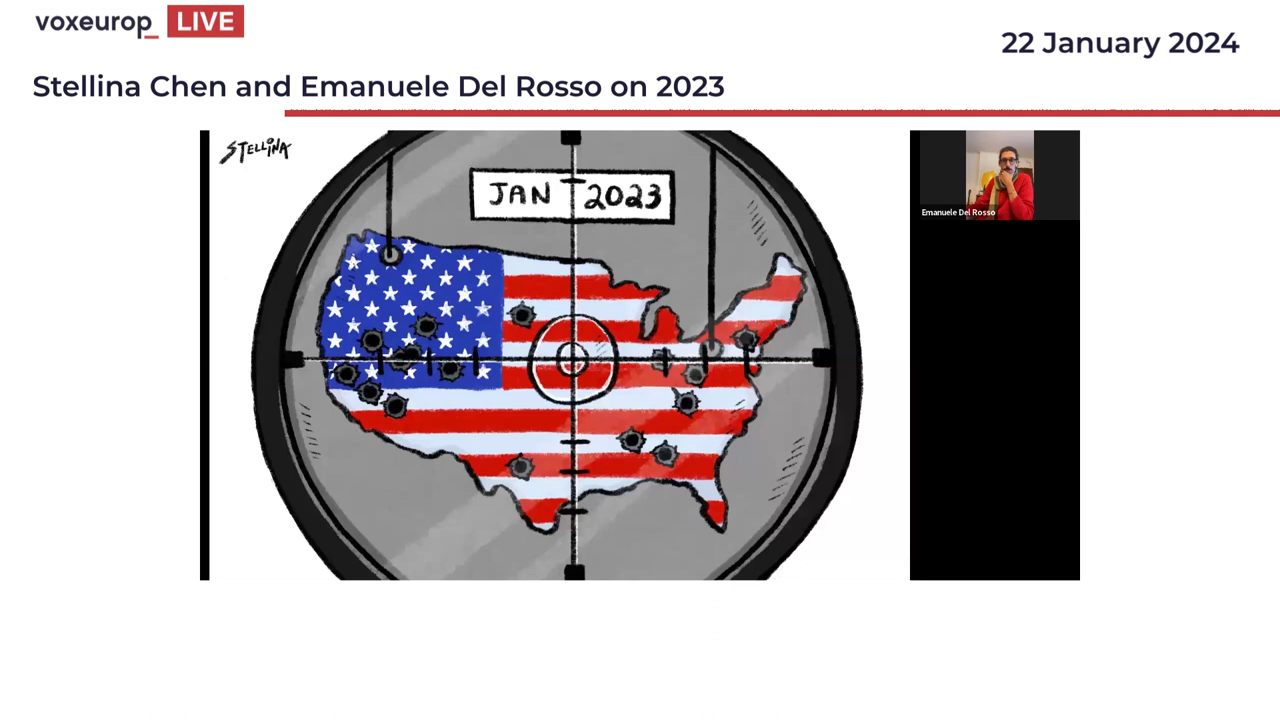 voxeurop_ LIVE
22 January 2024
Stellina Chen and Emanuele Del Rosso on 2023
STELLINA
JAN 2023
Emanuele Del Rosso